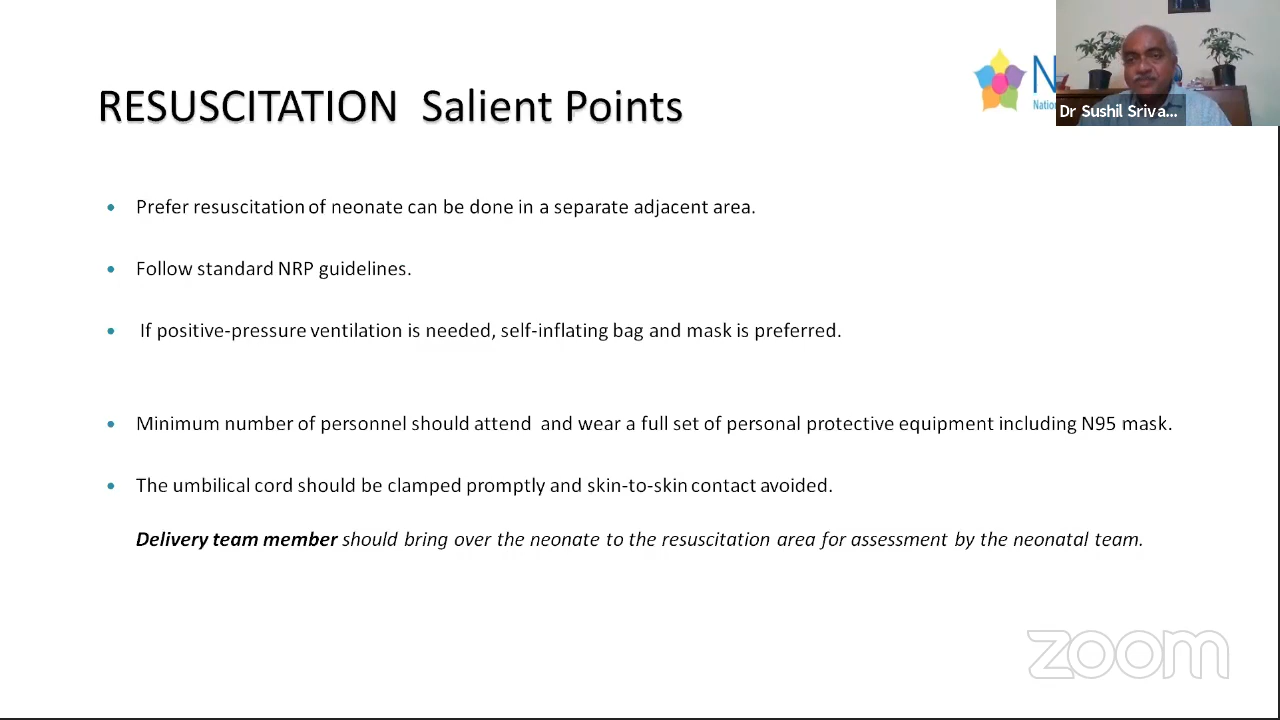 RESUSCITATION Salient Points
N
Nation
Dr Sushil Sriva...
• Prefer resuscitation of neonate can be done in a separate adjacent area.
• Follow standard NRP guidelines.
• If positive-pressure ventilation is needed, self-inflating bag and mask is preferred.
• Minimum number of personnel should attend and wear a full set of personal protective equipment including N95 mask.
• The umbilical cord should be clamped promptly and skin-to-skin contact avoided.
Delivery team member should bring over the neonate to the resuscitation area for assessment by the neonatal team.
zoom